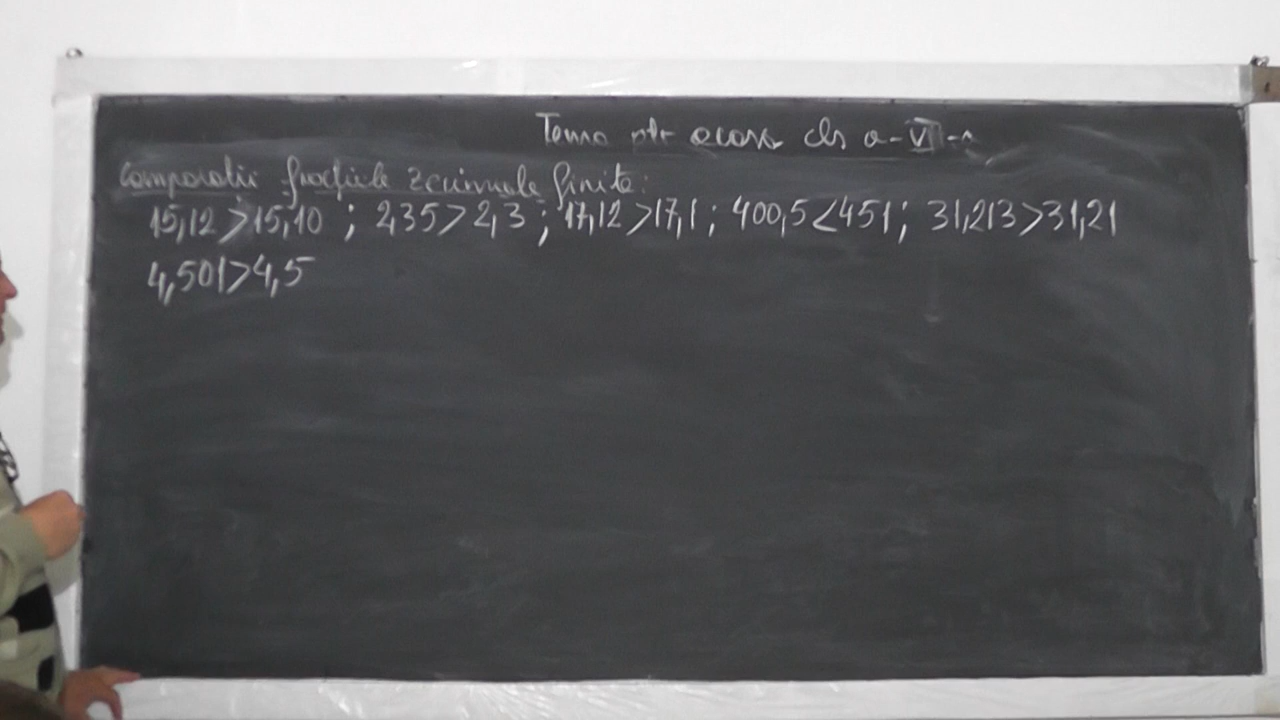 Tema ptr acasă cls a-VI-a
Comparați fracțiile zecimale finite:
15,12 > 15,10 ; 2,35 > 2,3 ; 17,12 > 17,1 ; 400,5 < 451 ; 31,213 > 31,21
4,501 > 4,5